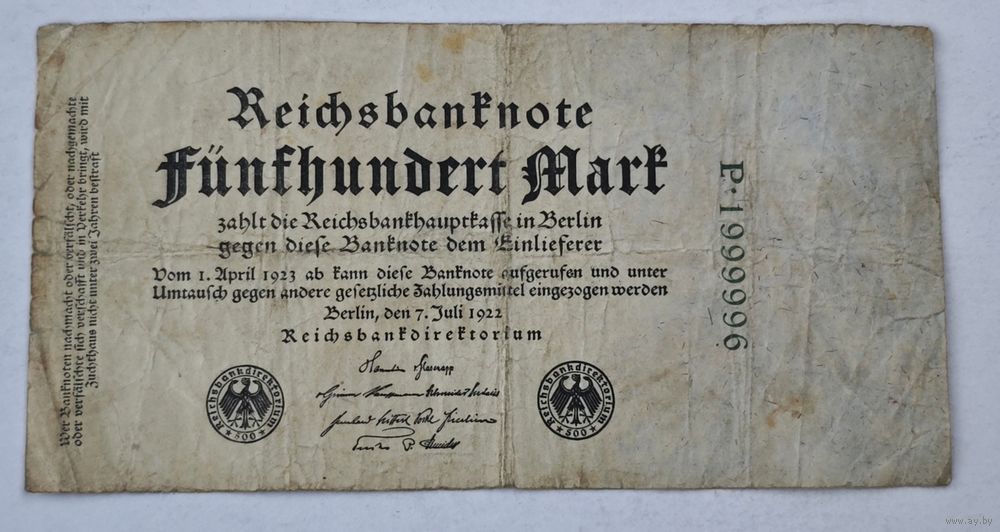 Reichsbanknote
Fünfhundert Mark
zahlt die Reichsbankhauptkasse in Berlin
gegen diese Banknote dem Einlieferer
Vom 1. April 1923 ab kann diese Banknote aufgerufen und unter
Umtausch gegen andere gesetzliche Zahlungsmittel eingezogen werden
Berlin, den 7. Juli 1922
Reichsbankdirektorium
Reichsbankdirektorium
500
Reichsbankdirektorium
500
Wer Banknoten nachmacht oder verfälscht, oder nachgemachte
oder verfälschte sich verschafft und in Verkehr bringt, wird mit
Zuchthaus nicht unter zwei Jahren bestraft
P·1999996
www.ay.by